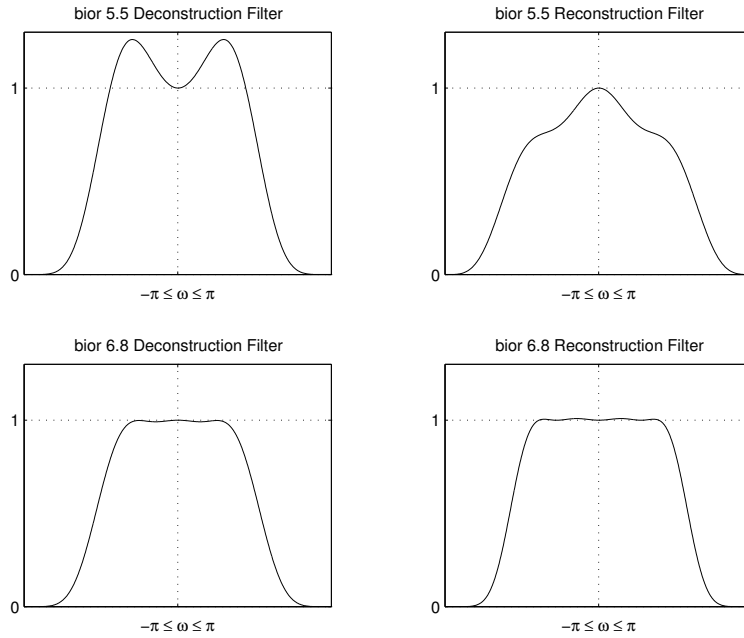 bior 5.5 Deconstruction Filter
1
0
−π ≤ ω ≤ π
bior 5.5 Reconstruction Filter
1
0
−π ≤ ω ≤ π
bior 6.8 Deconstruction Filter
1
0
−π ≤ ω ≤ π
bior 6.8 Reconstruction Filter
1
0
−π ≤ ω ≤ π